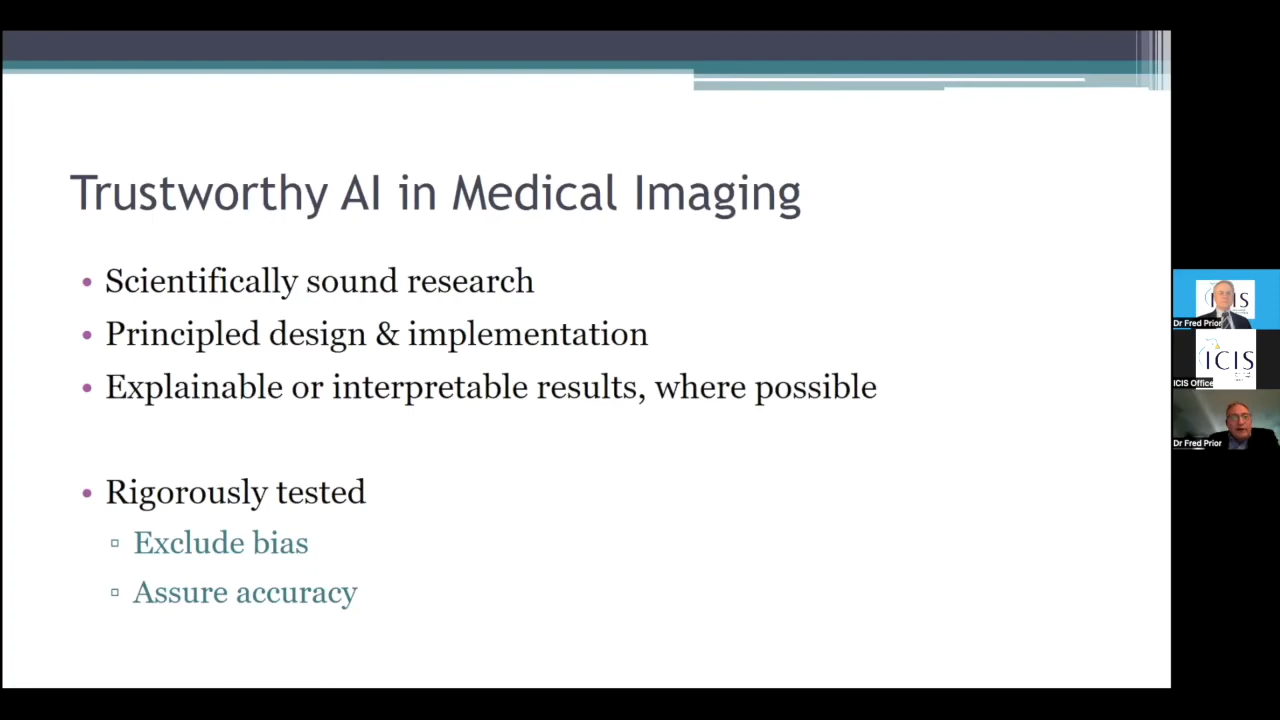 Trustworthy AI in Medical Imaging
• Scientifically sound research
• Principled design & implementation
• Explainable or interpretable results, where possible
• Rigorously tested
▫ Exclude bias
▫ Assure accuracy
Dr Fred Prior
ICIS
ICIS Office
Dr Fred Prior